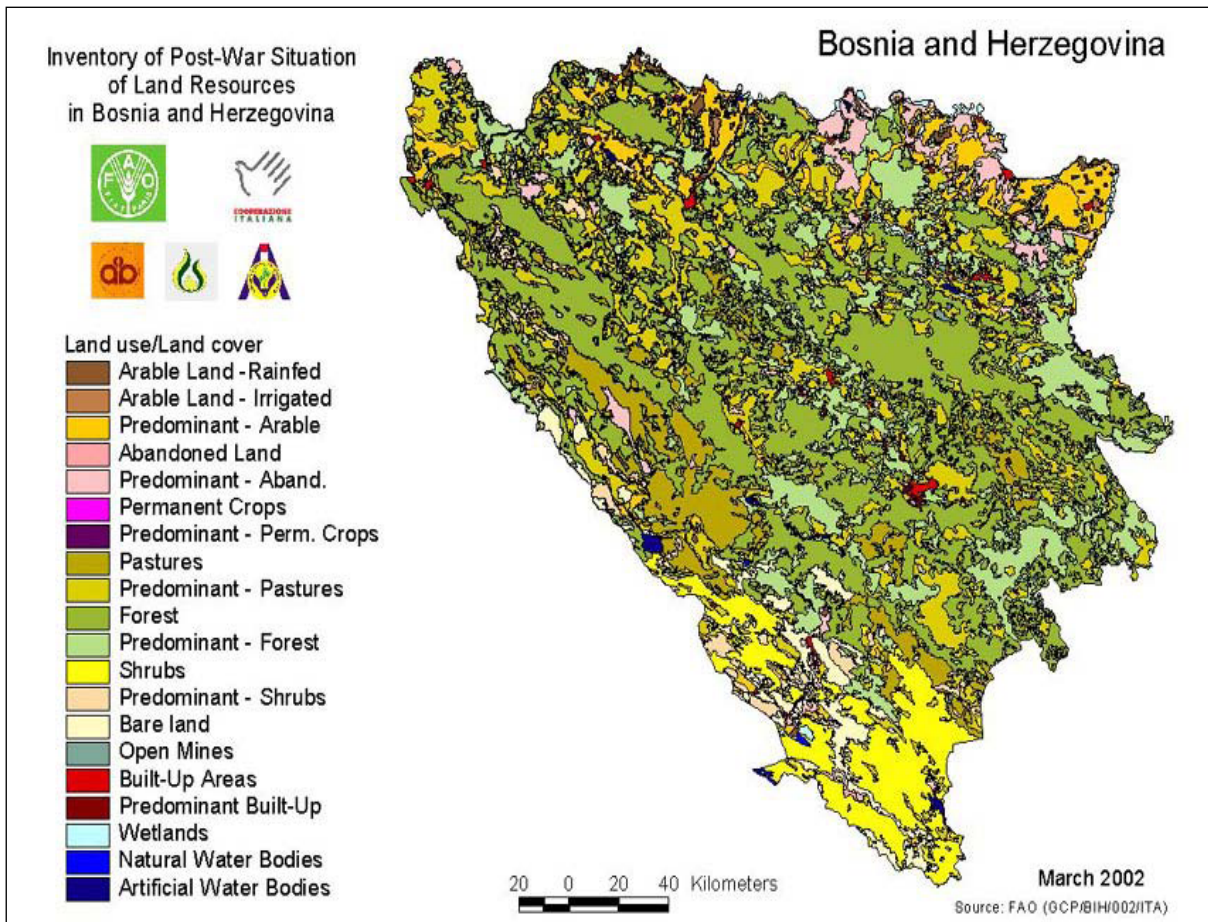 Inventory of Post-War Situation
of Land Resources
in Bosnia and Herzegovina
Bosnia and Herzegovina
FAO
FIAT PANIS
COOPERAZIONE
ITALIANA
Land use/Land cover
Arable Land -Rainfed
Arable Land - Irrigated
Predominant - Arable
Abandoned Land
Predominant - Aband.
Permanent Crops
Predominant - Perm. Crops
Pastures
Predominant - Pastures
Forest
Predominant - Forest
Shrubs
Predominant - Shrubs
Bare land
Open Mines
Built-Up Areas
Predominant Built-Up
Wetlands
Natural Water Bodies
Artificial Water Bodies
20 0 20 40 Kilometers
March 2002
Source: FAO (GCP/BIH/002/ITA)